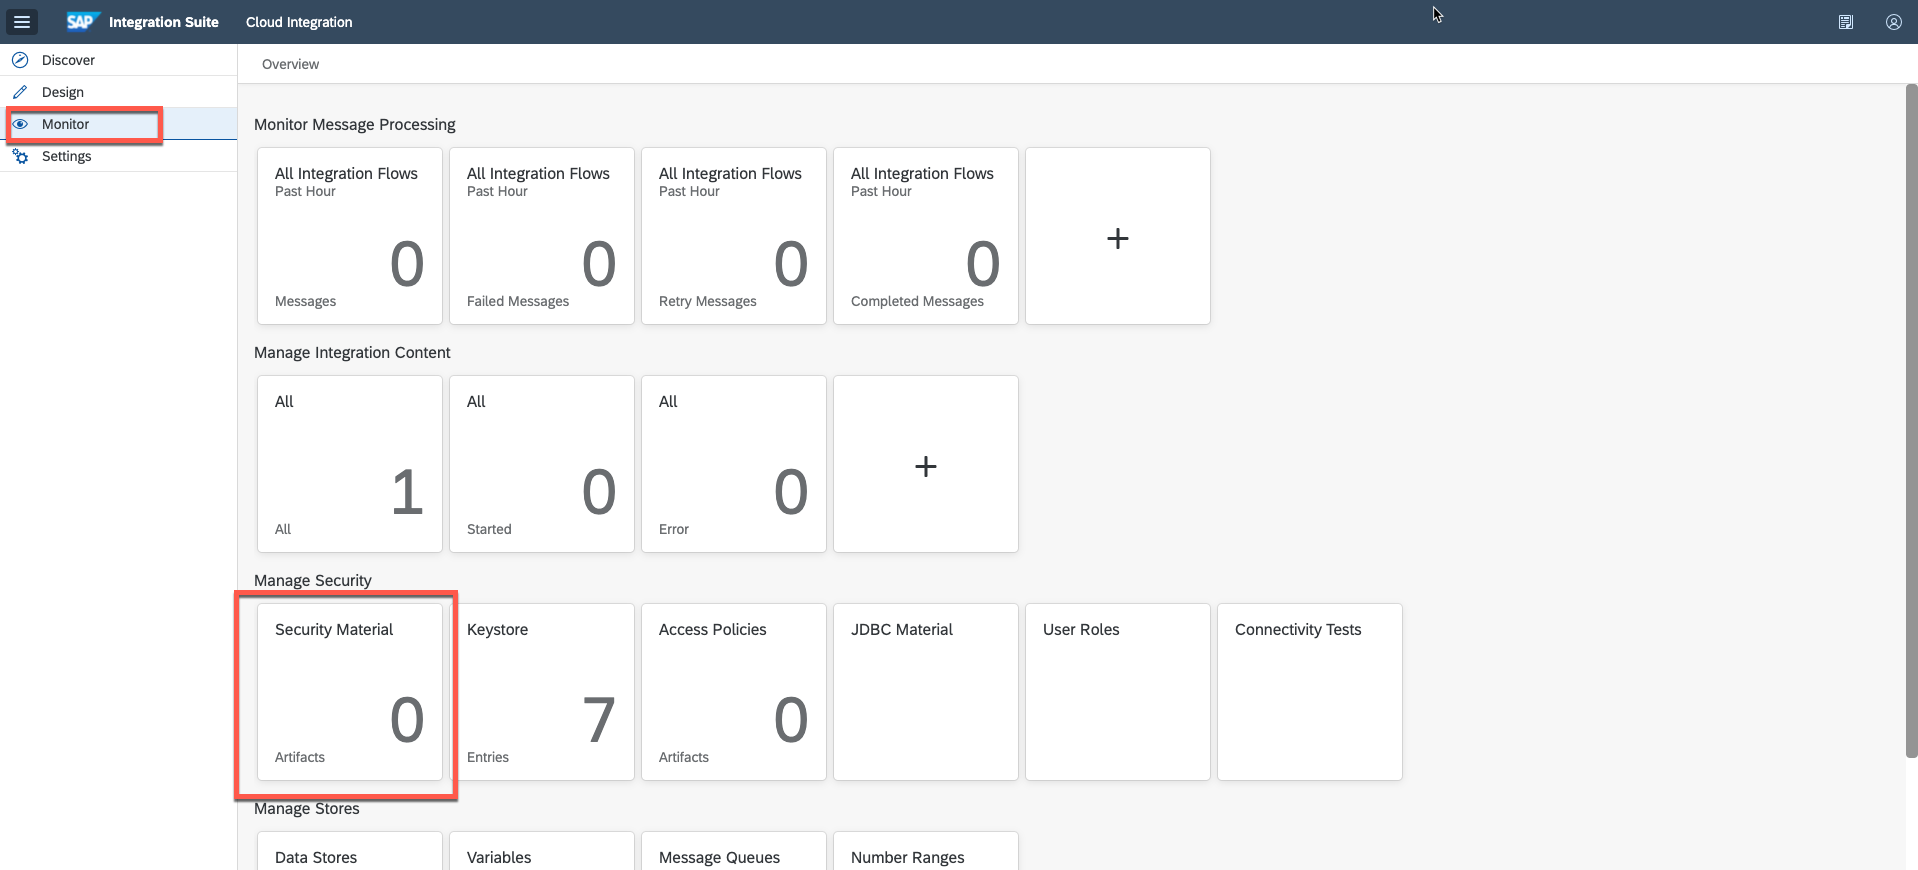 SAP Integration Suite Cloud Integration
Discover
Design
Monitor
Settings
Overview
Monitor Message Processing
All Integration Flows
Past Hour
0
Messages
All Integration Flows
Past Hour
0
Failed Messages
All Integration Flows
Past Hour
0
Retry Messages
All Integration Flows
Past Hour
0
Completed Messages
+
Manage Integration Content
All
1
All
All
0
Started
All
0
Error
+
Manage Security
Security Material
0
Artifacts
Keystore
7
Entries
Access Policies
0
Artifacts
JDBC Material
User Roles
Connectivity Tests
Manage Stores
Data Stores
Variables
Message Queues
Number Ranges